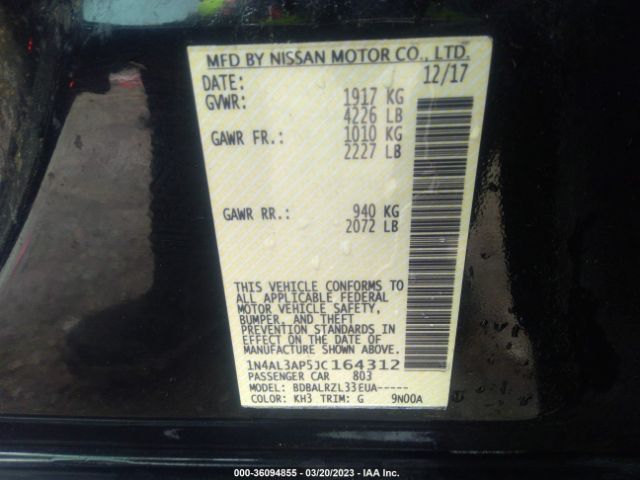 MFD BY NISSAN MOTOR CO., LTD.
DATE: 12/17
GVWR: 1917 KG
4226 LB
GAWR FR.: 1010 KG
2227 LB
GAWR RR.: 940 KG
2072 LB
THIS VEHICLE CONFORMS TO
ALL APPLICABLE FEDERAL
MOTOR VEHICLE SAFETY,
BUMPER, AND THEFT
PREVENTION STANDARDS IN
EFFECT ON THE DATE OF
MANUFACTURE SHOWN ABOVE.
1N4AL3AP5JC164312
PASSENGER CAR 803
MODEL: BDBALRZL33EUA-----
COLOR: KH3 TRIM: G 9N00A
000-36094855 - 03/20/2023 - IAA Inc.